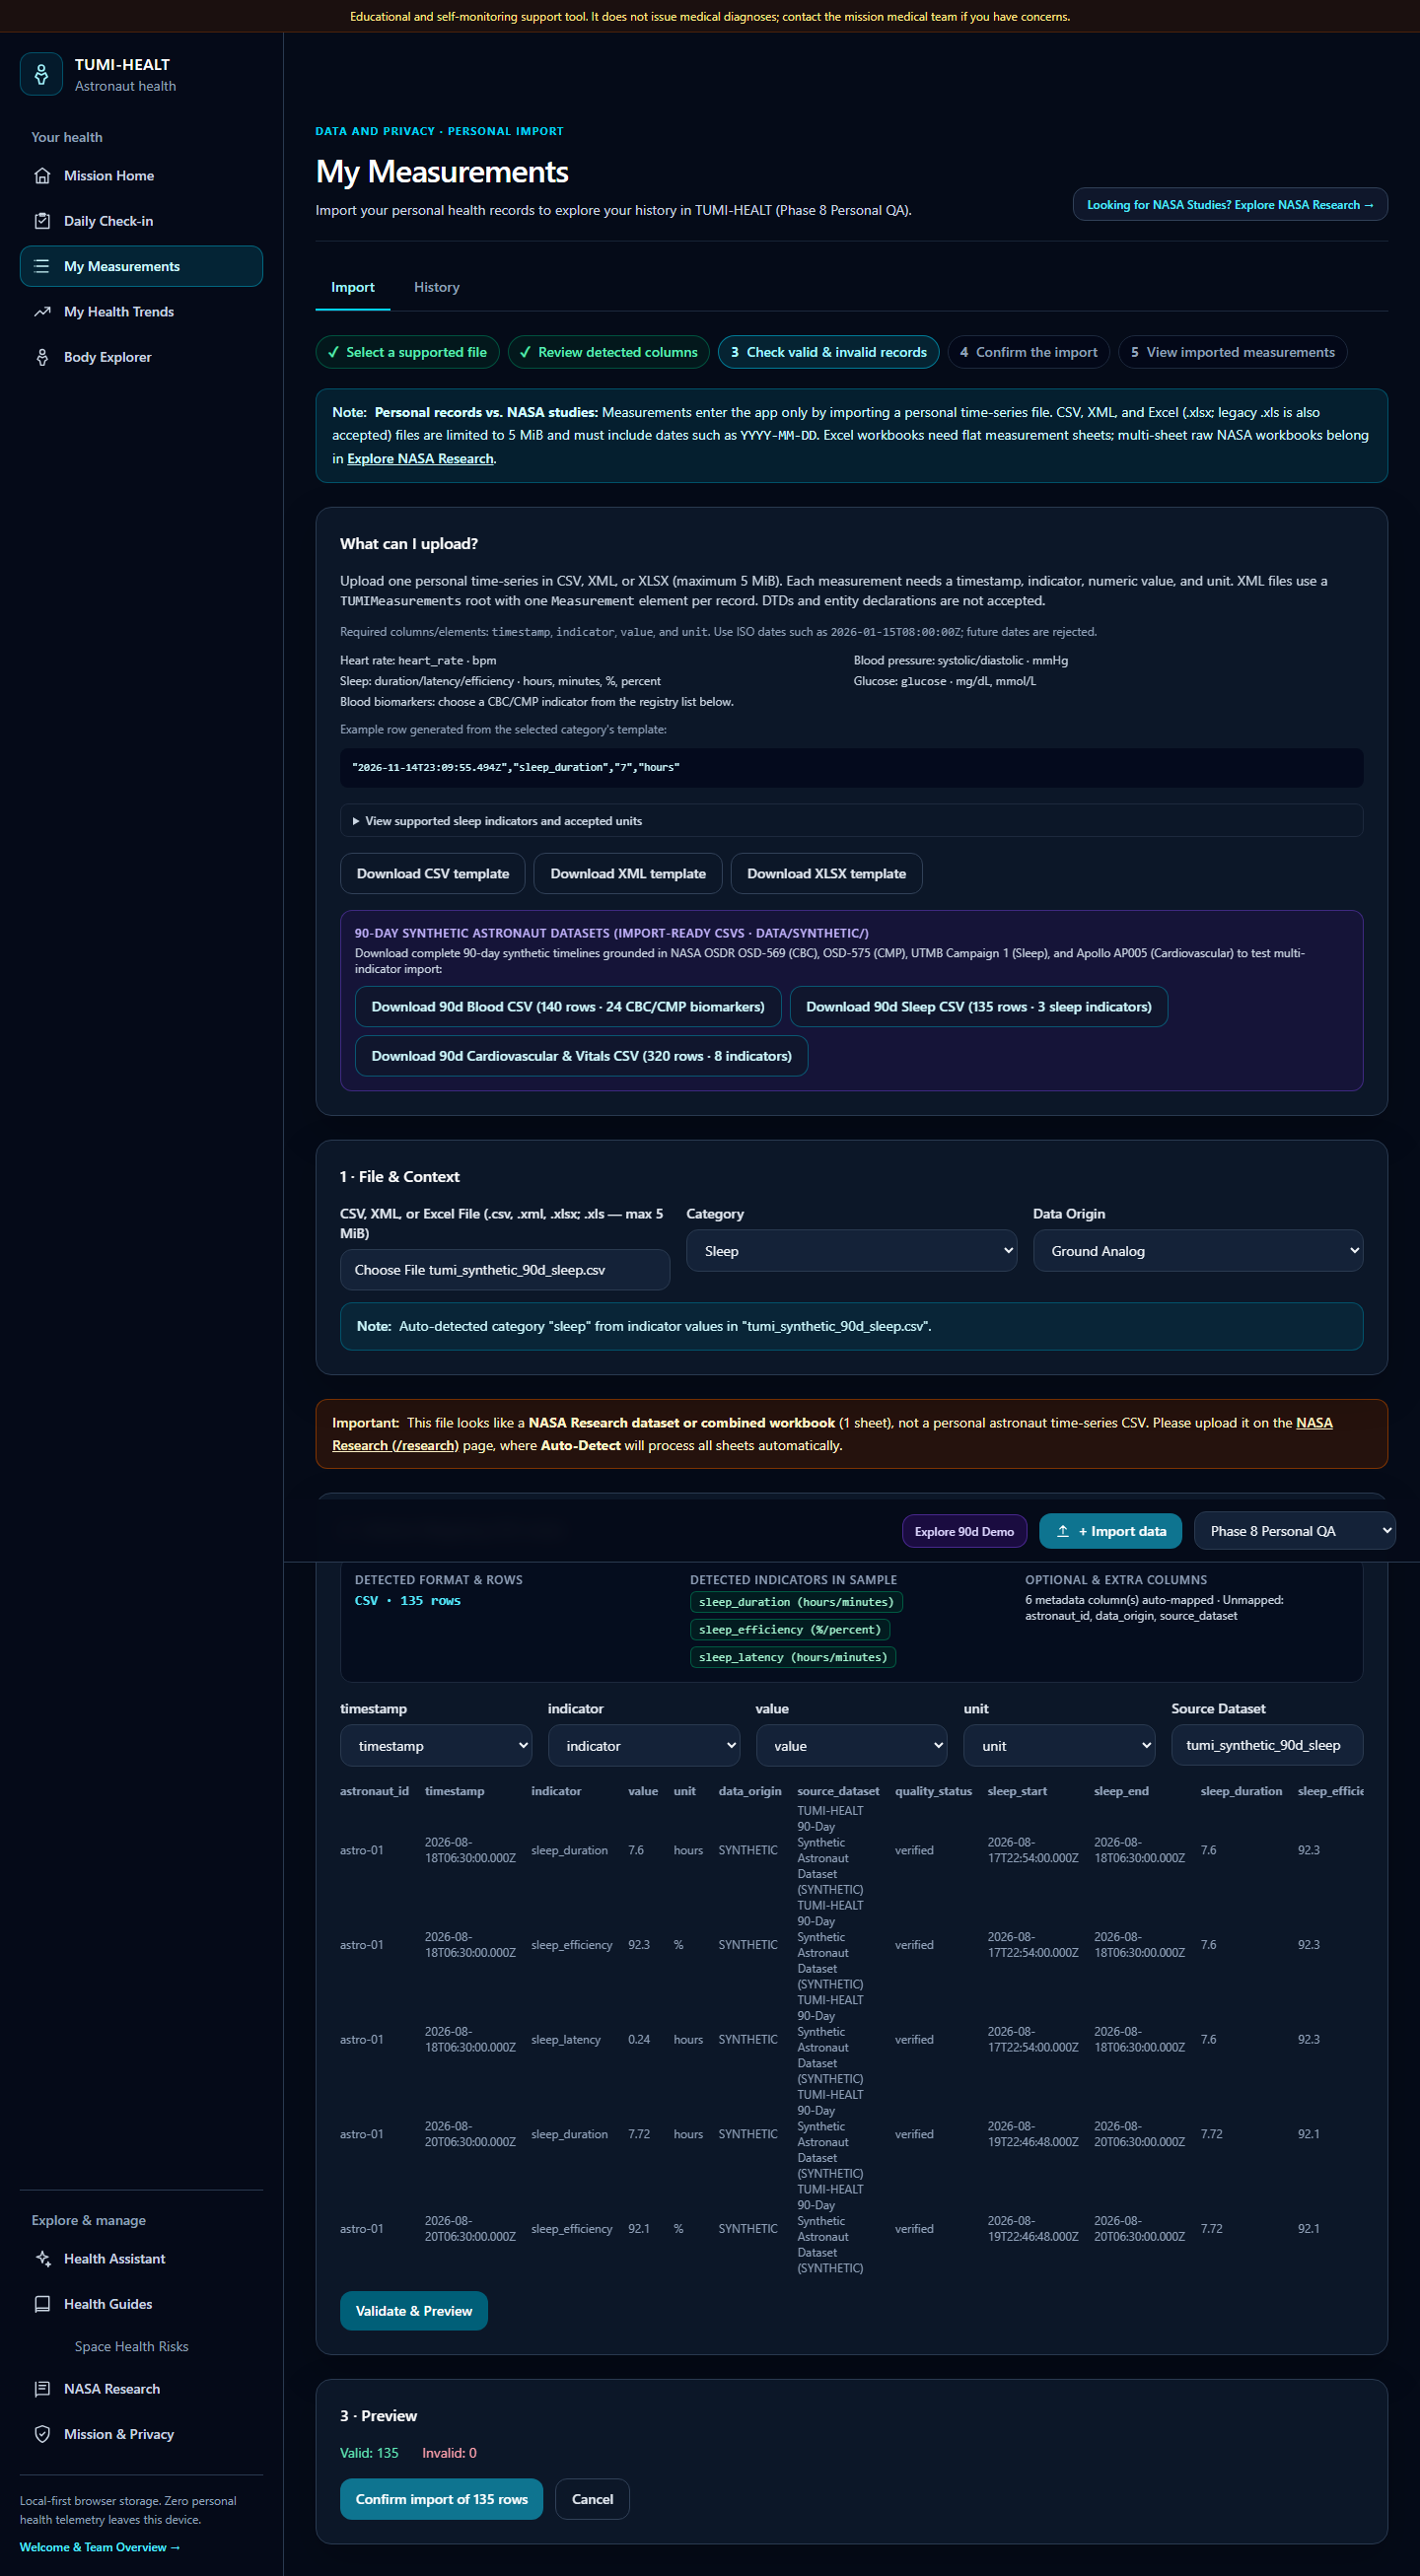 Educational and self-monitoring support tool. It does not issue medical diagnoses; contact the mission medical team if you have concerns.
TUMI-HEALT
Astronaut health
Your health
Mission Home
Daily Check-in
My Measurements
My Health Trends
Body Explorer
Explore & manage
Health Assistant
Health Guides
Space Health Risks
NASA Research
Mission & Privacy
Local-first browser storage. Zero personal
health telemetry leaves this device.
Welcome & Team Overview →
DATA AND PRIVACY · PERSONAL IMPORT
My Measurements
Import your personal health records to explore your history in TUMI-HEALT (Phase 8 Personal QA).
Looking for NASA Studies? Explore NASA Research →
Import History
✓ Select a supported file ✓ Review detected columns 3 Check valid & invalid records 4 Confirm the import 5 View imported measurements
Note: Personal records vs. NASA studies: Measurements enter the app only by importing a personal time-series file. CSV, XML, and Excel (.xlsx; legacy .xls is also
accepted) files are limited to 5 MiB and must include dates such as YYYY-MM-DD. Excel workbooks need flat measurement sheets; multi-sheet raw NASA workbooks belong
in Explore NASA Research.
What can I upload?
Upload one personal time-series in CSV, XML, or XLSX (maximum 5 MiB). Each measurement needs a timestamp, indicator, numeric value, and unit. XML files use a
TUMIMeasurements root with one Measurement element per record. DTDs and entity declarations are not accepted.
Required columns/elements: timestamp, indicator, value, and unit. Use ISO dates such as 2026-01-15T08:00:00Z; future dates are rejected.
Heart rate: heart_rate · bpm Blood pressure: systolic/diastolic · mmHg
Sleep: duration/latency/efficiency · hours, minutes, %, percent Glucose: glucose · mg/dL, mmol/L
Blood biomarkers: choose a CBC/CMP indicator from the registry list below.
Example row generated from the selected category's template:
"2026-11-14T23:09:55.494Z","sleep_duration","7","hours"
▶ View supported sleep indicators and accepted units
Download CSV template Download XML template Download XLSX template
90-DAY SYNTHETIC ASTRONAUT DATASETS (IMPORT-READY CSVS · DATA/SYNTHETIC/)
Download complete 90-day synthetic timelines grounded in NASA OSDR OSD-569 (CBC), OSD-575 (CMP), UTMB Campaign 1 (Sleep), and Apollo AP005 (Cardiovascular) to test multi-
indicator import:
Download 90d Blood CSV (140 rows · 24 CBC/CMP biomarkers) Download 90d Sleep CSV (135 rows · 3 sleep indicators)
Download 90d Cardiovascular & Vitals CSV (320 rows · 8 indicators)
1 · File & Context
CSV, XML, or Excel File (.csv, .xml, .xlsx; .xls — max 5
MiB)
Choose File tumi_synthetic_90d_sleep.csv
Category
Sleep
Data Origin
Ground Analog
Note: Auto-detected category "sleep" from indicator values in "tumi_synthetic_90d_sleep.csv".
Important: This file looks like a NASA Research dataset or combined workbook (1 sheet), not a personal astronaut time-series CSV. Please upload it on the NASA
Research (/research) page, where Auto-Detect will process all sheets automatically.
Explore 90d Demo + Import data Phase 8 Personal QA
DETECTED FORMAT & ROWS
CSV · 135 rows
DETECTED INDICATORS IN SAMPLE
sleep_duration (hours/minutes)
sleep_efficiency (%/percent)
sleep_latency (hours/minutes)
OPTIONAL & EXTRA COLUMNS
6 metadata column(s) auto-mapped · Unmapped:
astronaut_id, data_origin, source_dataset
timestamp indicator value unit Source Dataset
timestamp indicator value unit tumi_synthetic_90d_sleep
astronaut_id timestamp indicator value unit data_origin source_dataset quality_status sleep_start sleep_end sleep_duration sleep_efficie
astro-01 2026-08-18T06:30:00.000Z sleep_duration 7.6 hours SYNTHETIC TUMI-HEALT 90-Day Synthetic Astronaut Dataset (SYNTHETIC) verified 2026-08-17T22:54:00.000Z 2026-08-18T06:30:00.000Z 7.6 92.3
astro-01 2026-08-18T06:30:00.000Z sleep_efficiency 92.3 % SYNTHETIC TUMI-HEALT 90-Day Synthetic Astronaut Dataset (SYNTHETIC) verified 2026-08-17T22:54:00.000Z 2026-08-18T06:30:00.000Z 7.6 92.3
astro-01 2026-08-18T06:30:00.000Z sleep_latency 0.24 hours SYNTHETIC TUMI-HEALT 90-Day Synthetic Astronaut Dataset (SYNTHETIC) verified 2026-08-17T22:54:00.000Z 2026-08-18T06:30:00.000Z 7.6 92.3
astro-01 2026-08-20T06:30:00.000Z sleep_duration 7.72 hours SYNTHETIC TUMI-HEALT 90-Day Synthetic Astronaut Dataset (SYNTHETIC) verified 2026-08-19T22:46:48.000Z 2026-08-20T06:30:00.000Z 7.72 92.1
astro-01 2026-08-20T06:30:00.000Z sleep_efficiency 92.1 % SYNTHETIC TUMI-HEALT 90-Day Synthetic Astronaut Dataset (SYNTHETIC) verified 2026-08-19T22:46:48.000Z 2026-08-20T06:30:00.000Z 7.72 92.1
Validate & Preview
3 · Preview
Valid: 135 Invalid: 0
Confirm import of 135 rows Cancel